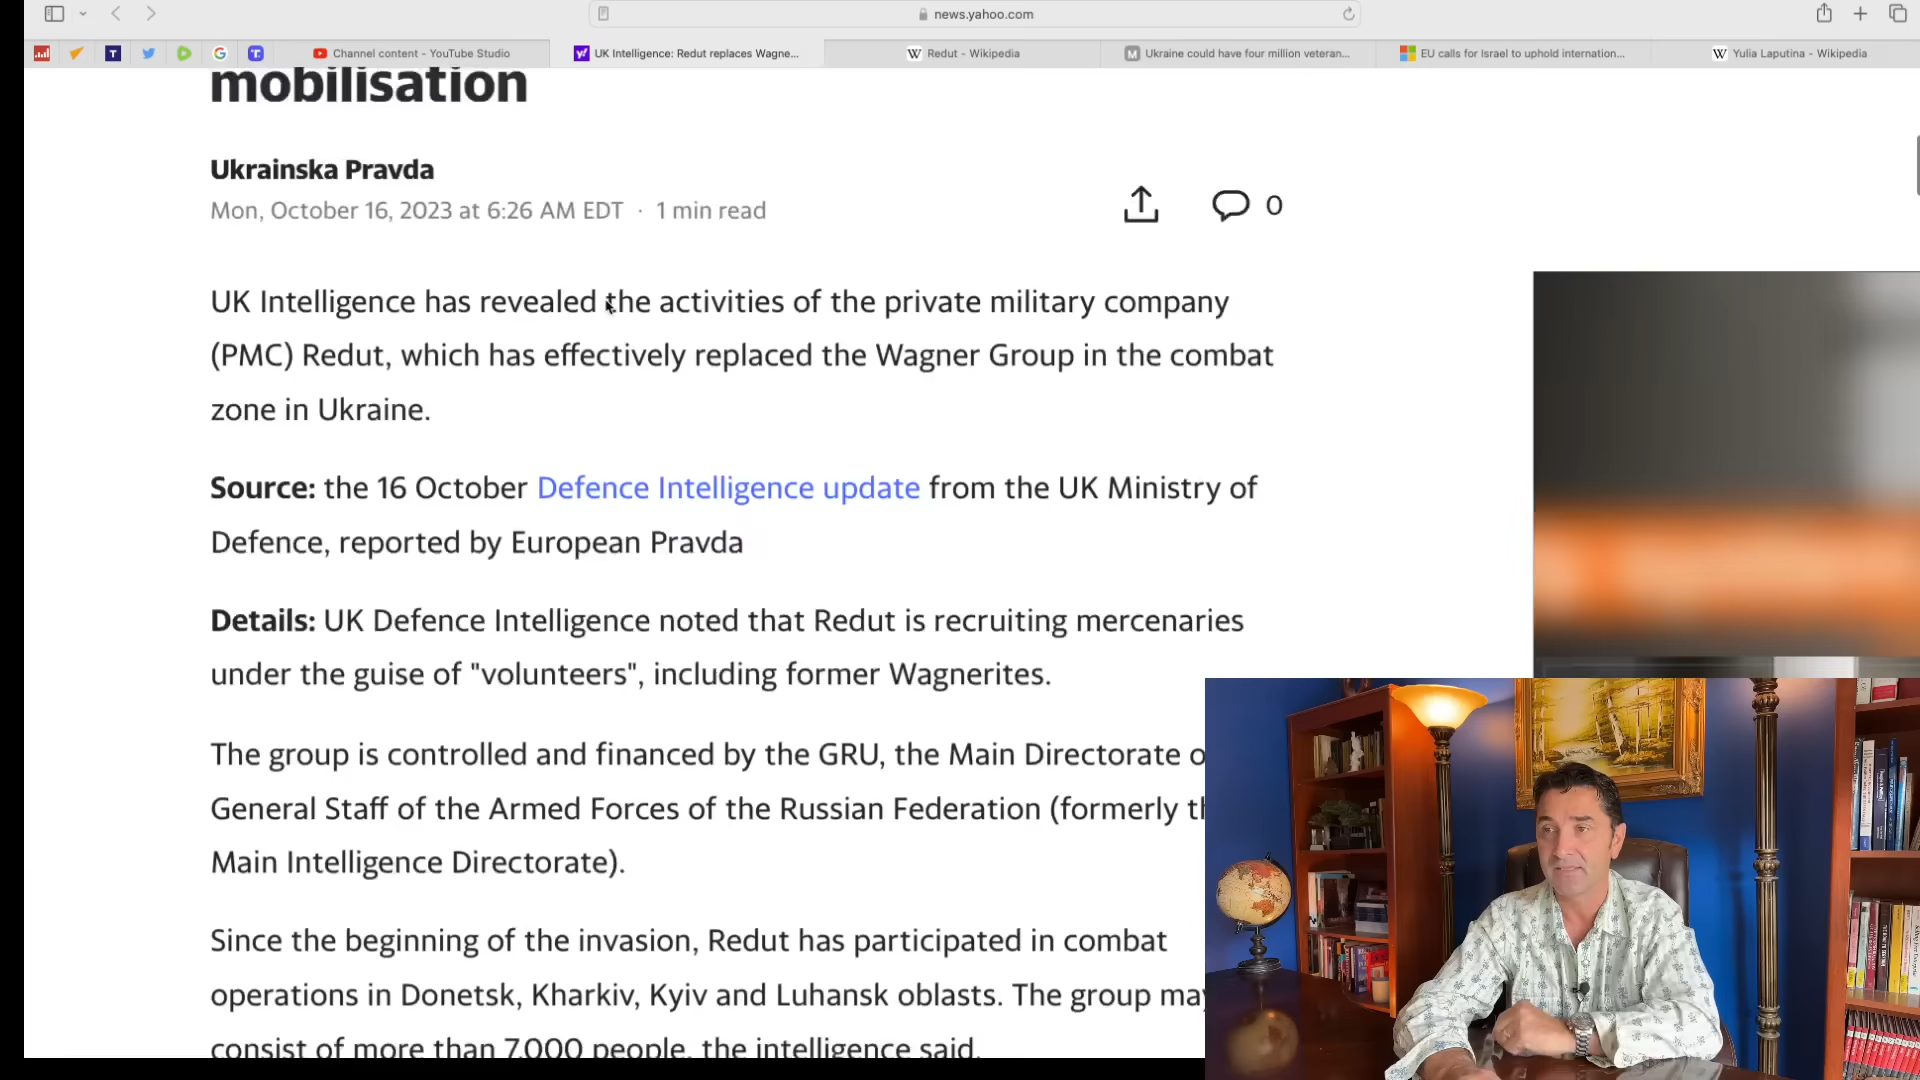 news.yahoo.com
Channel content - YouTube Studio
UK Intelligence: Redut replaces Wagne...
Redut - Wikipedia
Ukraine could have four million veteran...
EU calls for Israel to uphold internation...
Yulia Laputina - Wikipedia
mobilisation
Ukrainska Pravda
Mon, October 16, 2023 at 6:26 AM EDT · 1 min read
0
UK Intelligence has revealed the activities of the private military company
(PMC) Redut, which has effectively replaced the Wagner Group in the combat
zone in Ukraine.
Source: the 16 October Defence Intelligence update from the UK Ministry of
Defence, reported by European Pravda
Details: UK Defence Intelligence noted that Redut is recruiting mercenaries
under the guise of "volunteers", including former Wagnerites.
The group is controlled and financed by the GRU, the Main Directorate o
General Staff of the Armed Forces of the Russian Federation (formerly th
Main Intelligence Directorate).
Since the beginning of the invasion, Redut has participated in combat
operations in Donetsk, Kharkiv, Kyiv and Luhansk oblasts. The group may
consist of more than 7,000 people, the intelligence said.